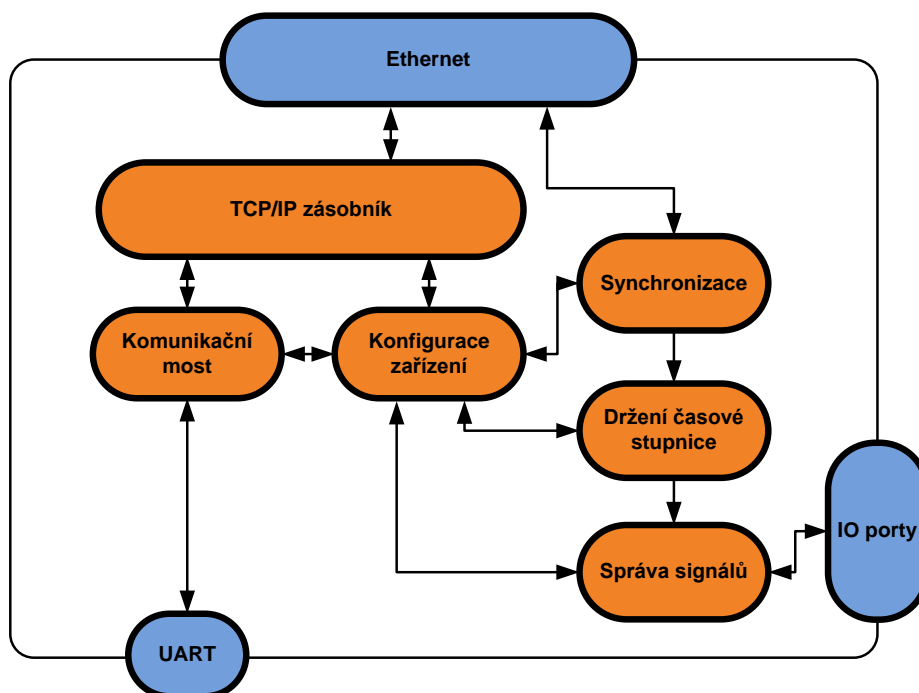 Ethernet
TCP/IP zásobník
Synchronizace
Komunikační
most
Konfigurace
zařízení
Držení časové
stupnice
IO porty
Správa signálů
UART